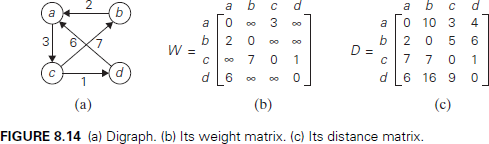 2
a b
3 6 7
c d
1
a b c d
a 0 ∞ 3 ∞
b 2 0 ∞ ∞
W =
c ∞ 7 0 1
d 6 ∞ ∞ 0
a b c d
a 0 10 3 4
b 2 0 5 6
D =
c 7 7 0 1
d 6 16 9 0
(a) (b) (c)
FIGURE 8.14 (a) Digraph. (b) Its weight matrix. (c) Its distance matrix.